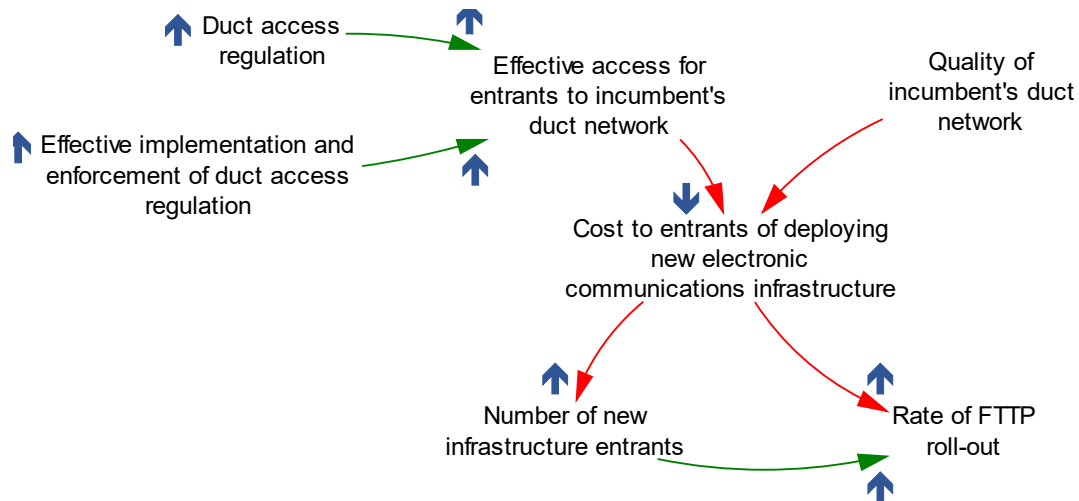 Duct access
regulation
Effective access for
entrants to incumbent's
duct network
Quality of
incumbent's duct
network
Effective implementation and
enforcement of duct access
regulation
Cost to entrants of deploying
new electronic
communications infrastructure
Number of new
infrastructure entrants
Rate of FTTP
roll-out